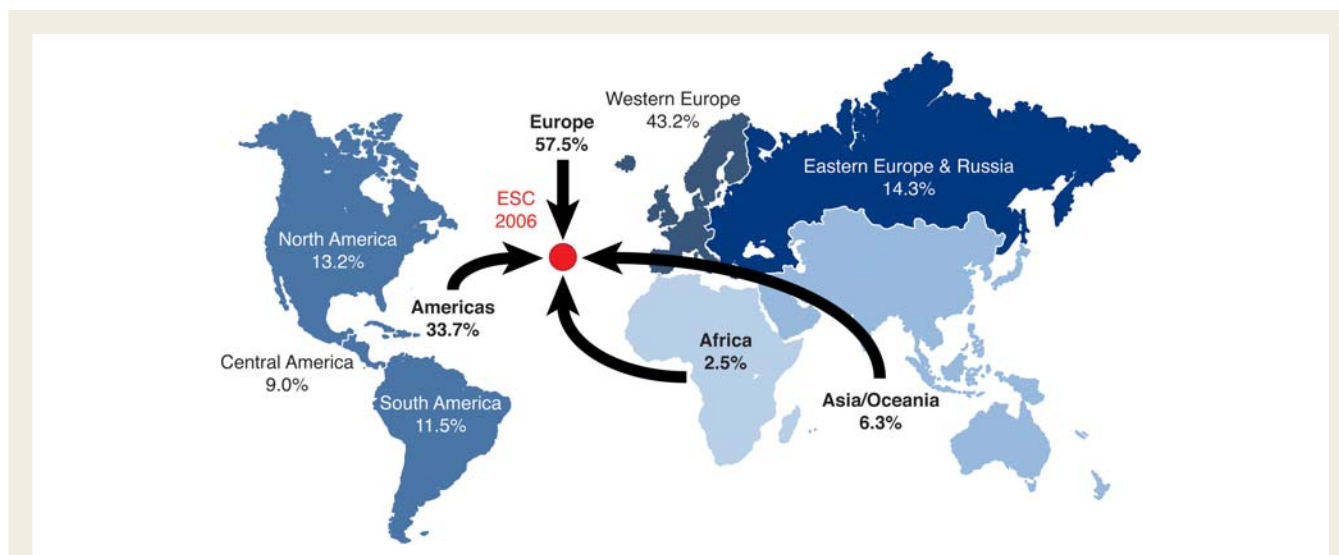 Western Europe
43.2%
Europe
57.5%
Eastern Europe & Russia
14.3%
ESC
2006
North America
13.2%
Americas
33.7%
Africa
2.5%
Central America
9.0%
South America
11.5%
Asia/Oceania
6.3%